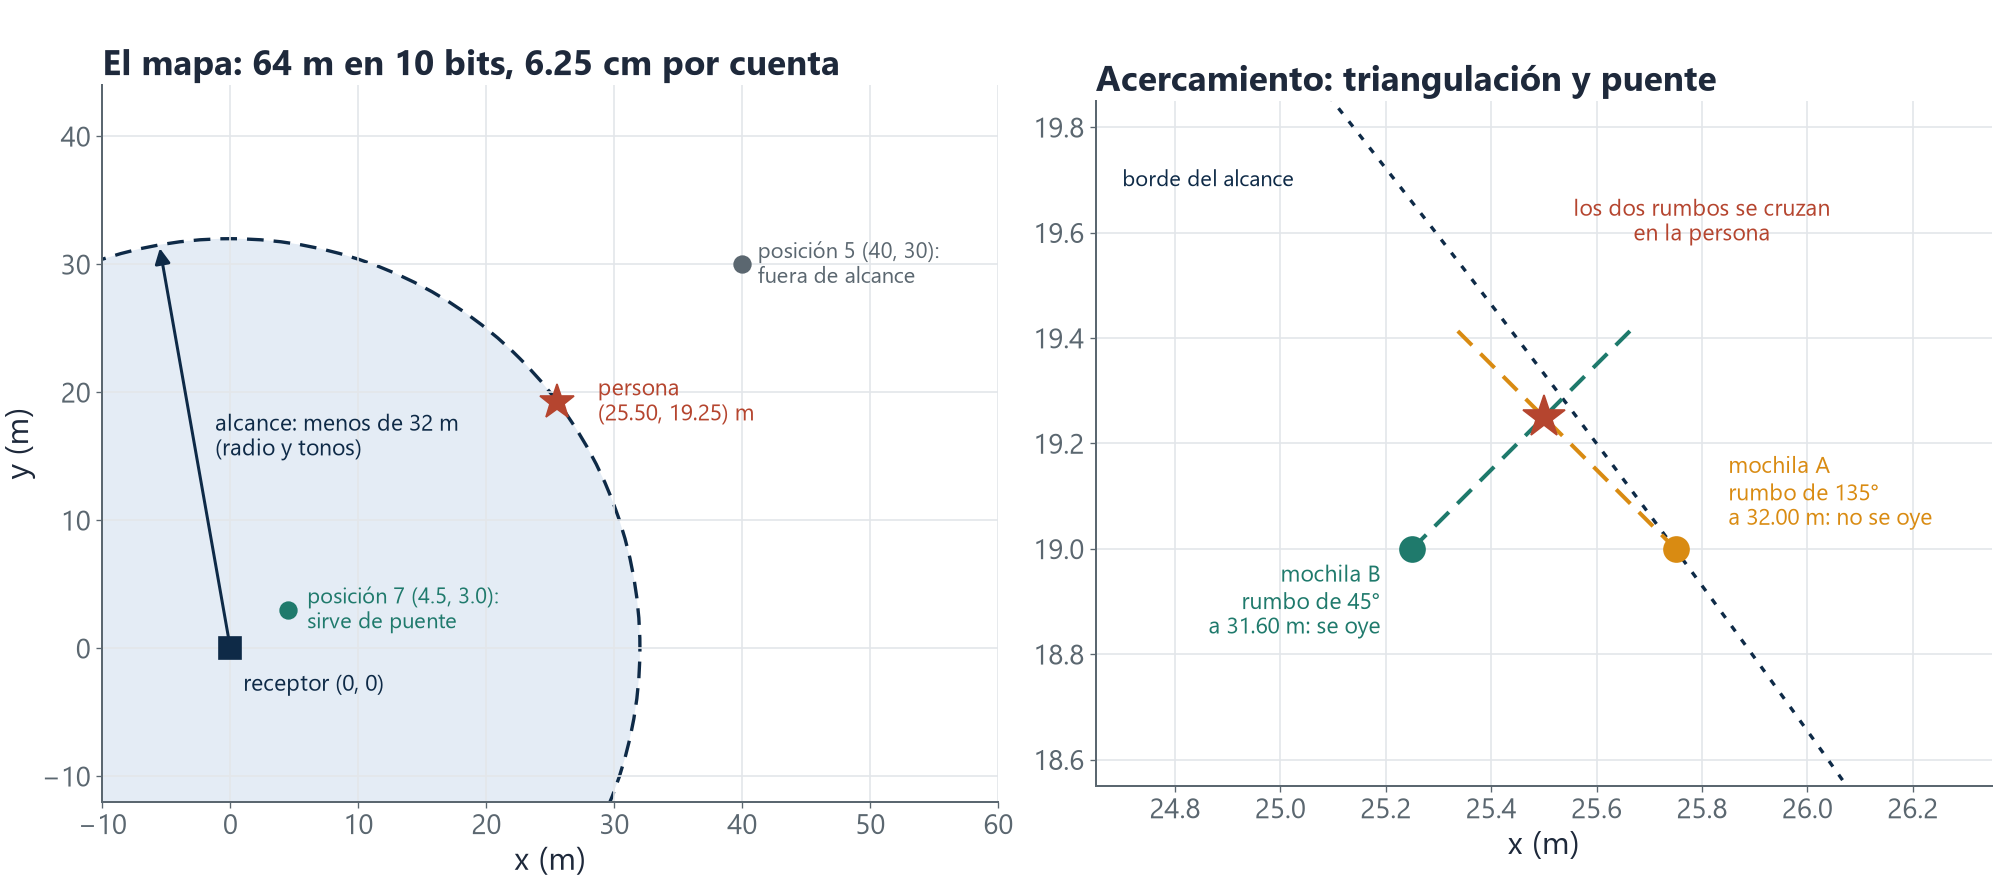 El mapa: 64 m en 10 bits, 6.25 cm por cuenta
40
30
20
10
0
−10
y (m)
−10
0
10
20
30
40
50
60
x (m)
posición 5 (40, 30):
fuera de alcance
persona
(25.50, 19.25) m
alcance: menos de 32 m
(radio y tonos)
posición 7 (4.5, 3.0):
sirve de puente
receptor (0, 0)
Acercamiento: triangulación y puente
19.8
19.6
19.4
19.2
19.0
18.8
18.6
24.8
25.0
25.2
25.4
25.6
25.8
26.0
26.2
x (m)
borde del alcance
los dos rumbos se cruzan
en la persona
mochila A
rumbo de 135°
a 32.00 m: no se oye
mochila B
rumbo de 45°
a 31.60 m: se oye